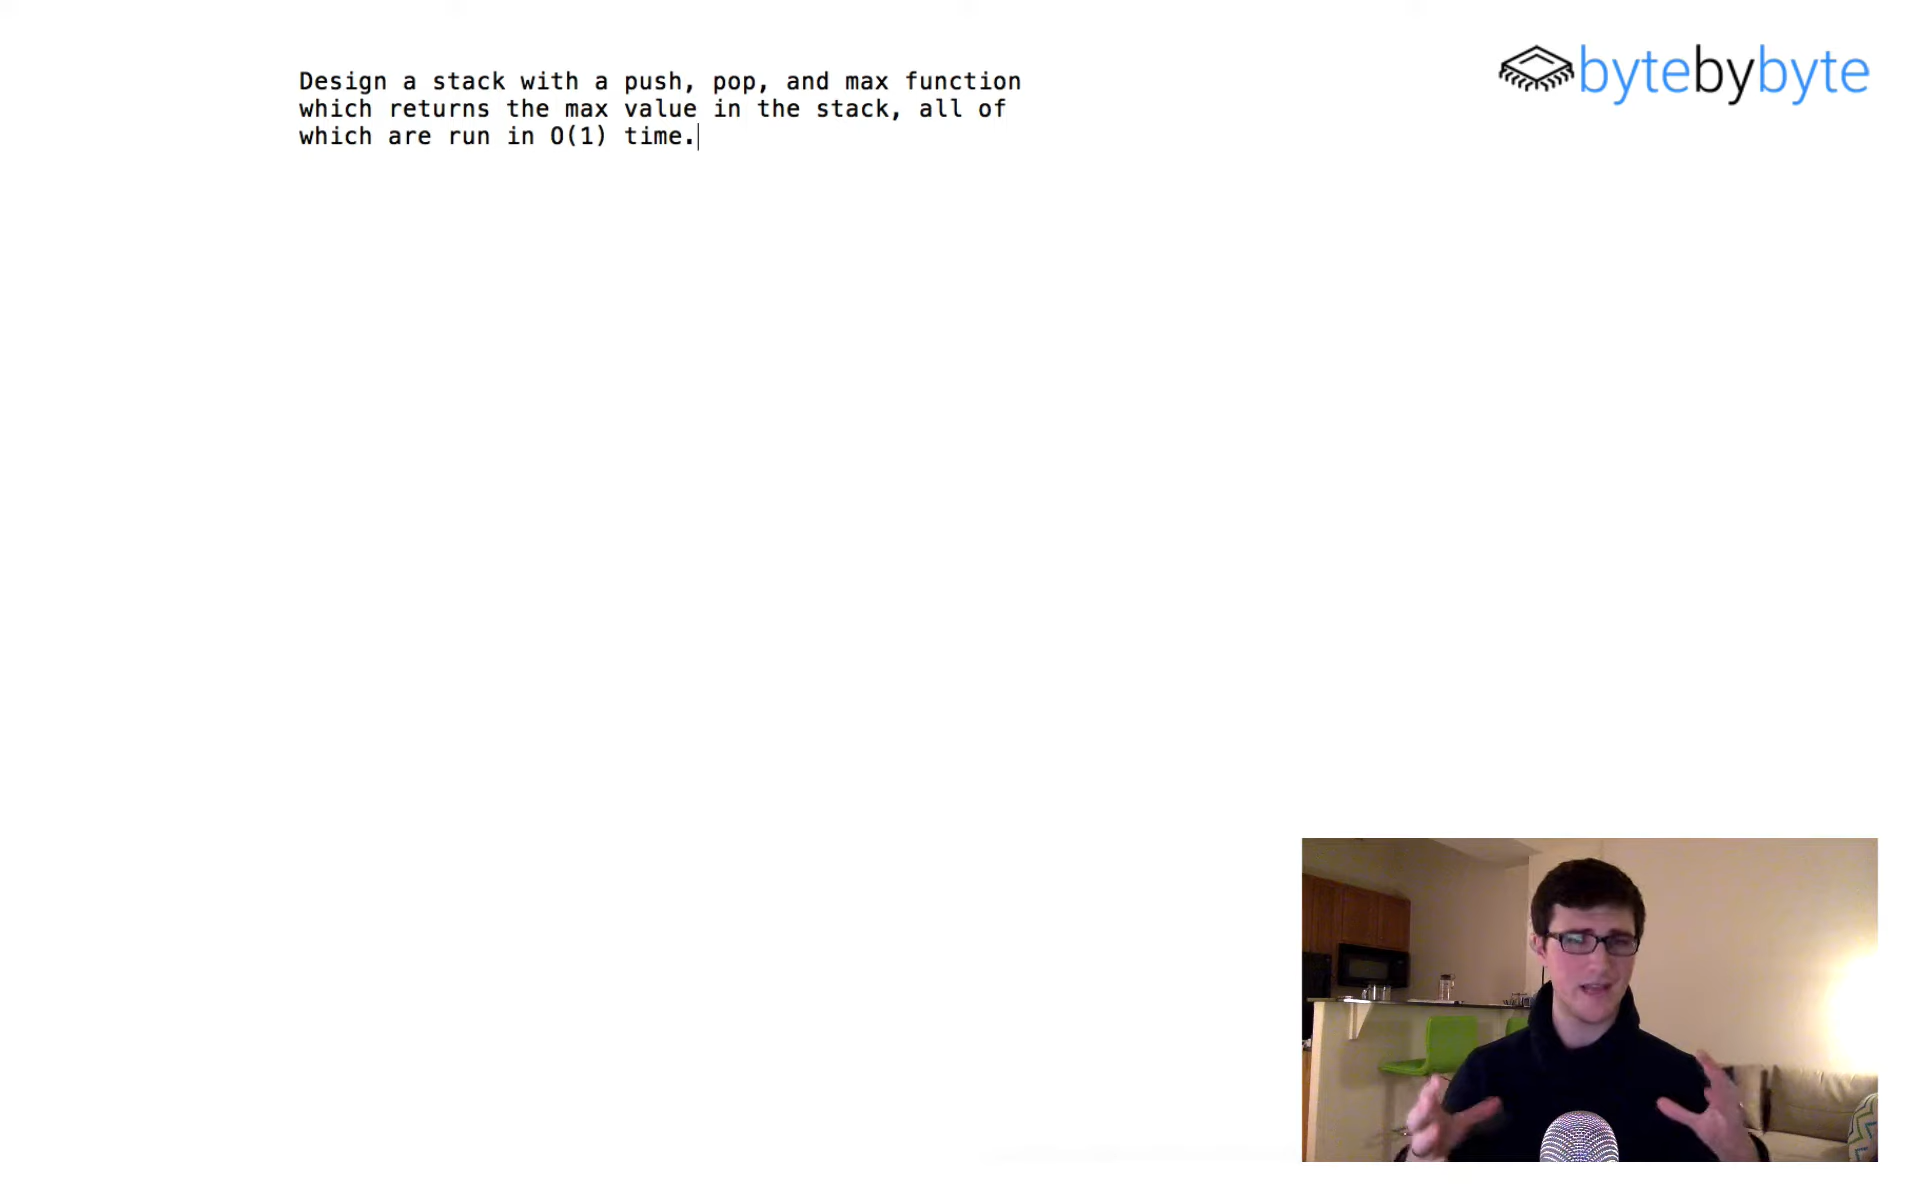 Design a stack with a push, pop, and max function
which returns the max value in the stack, all of
which are run in O(1) time.
bytebybyte